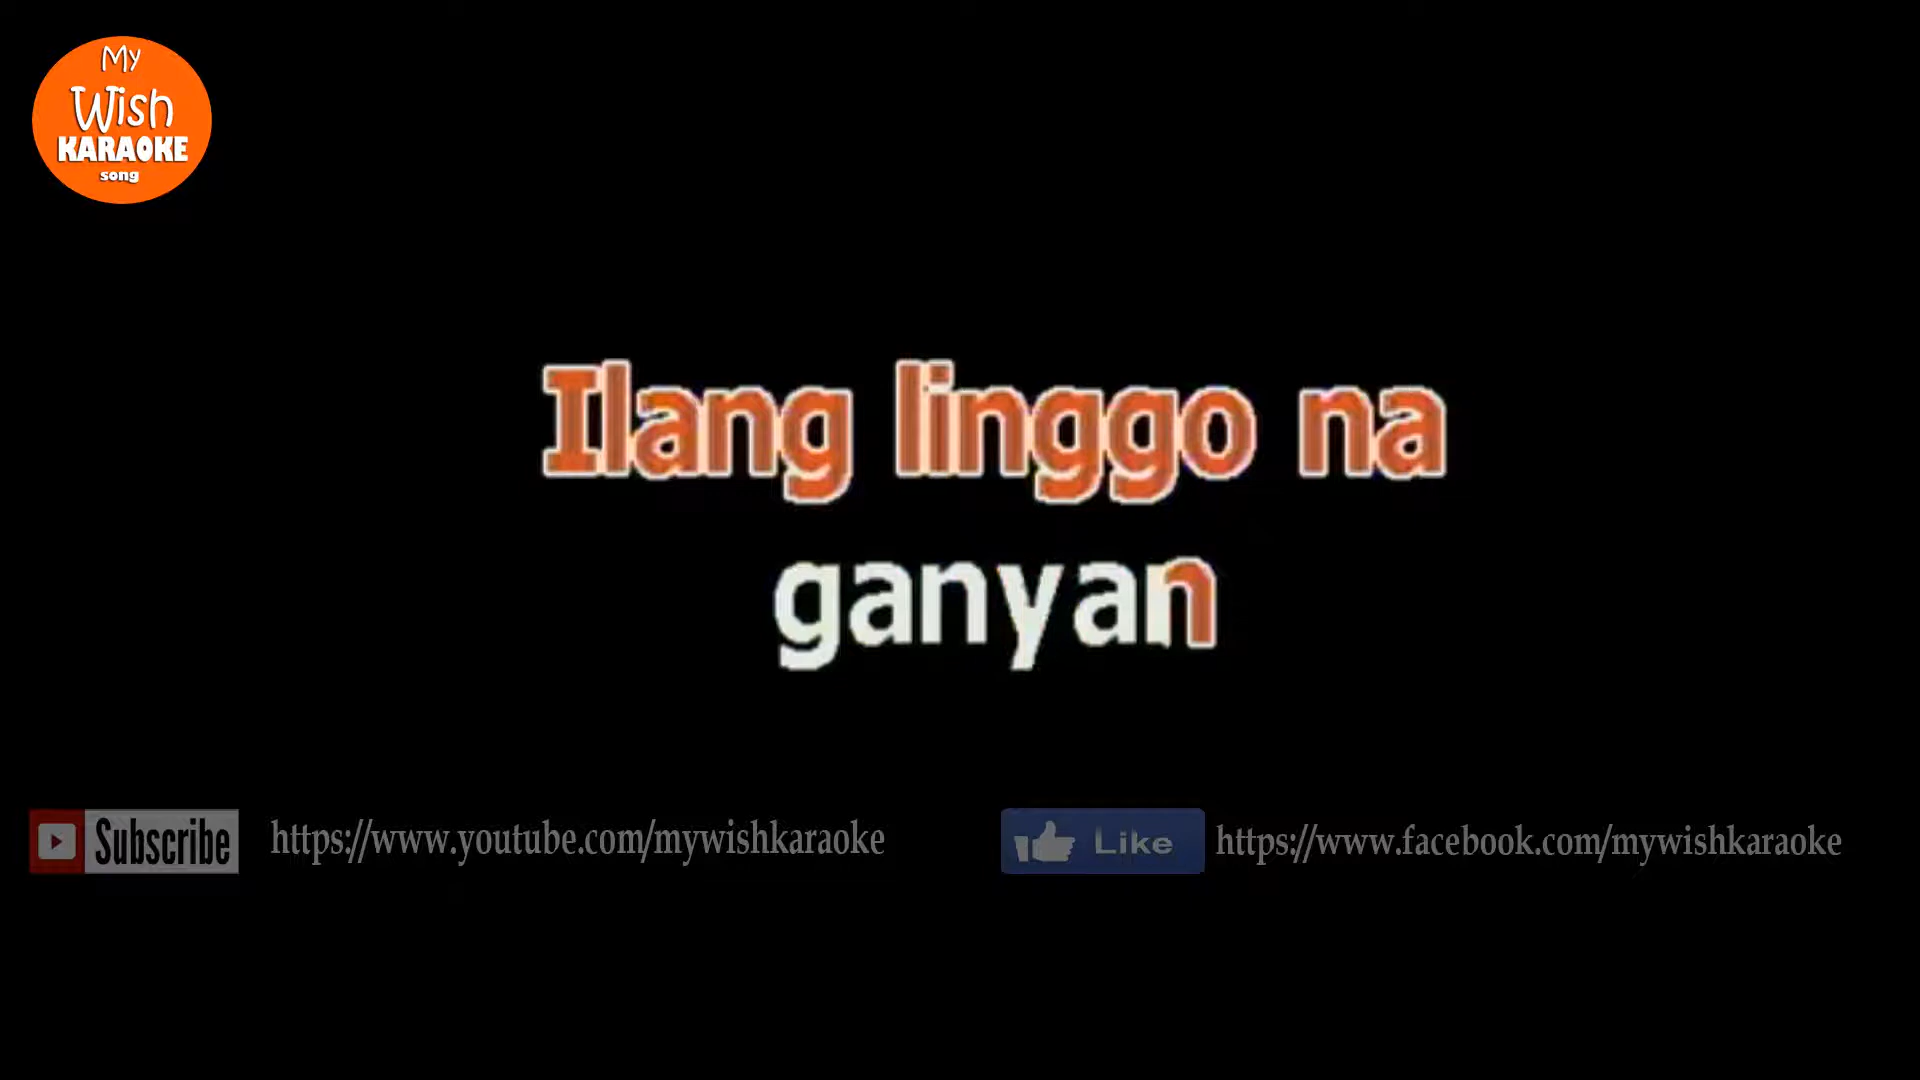 My
Wish
KARAOKE
song
Ilang linggo na
ganyan
Subscribe https://www.youtube.com/mywishkaraoke Like https://www.facebook.com/mywishkaraoke